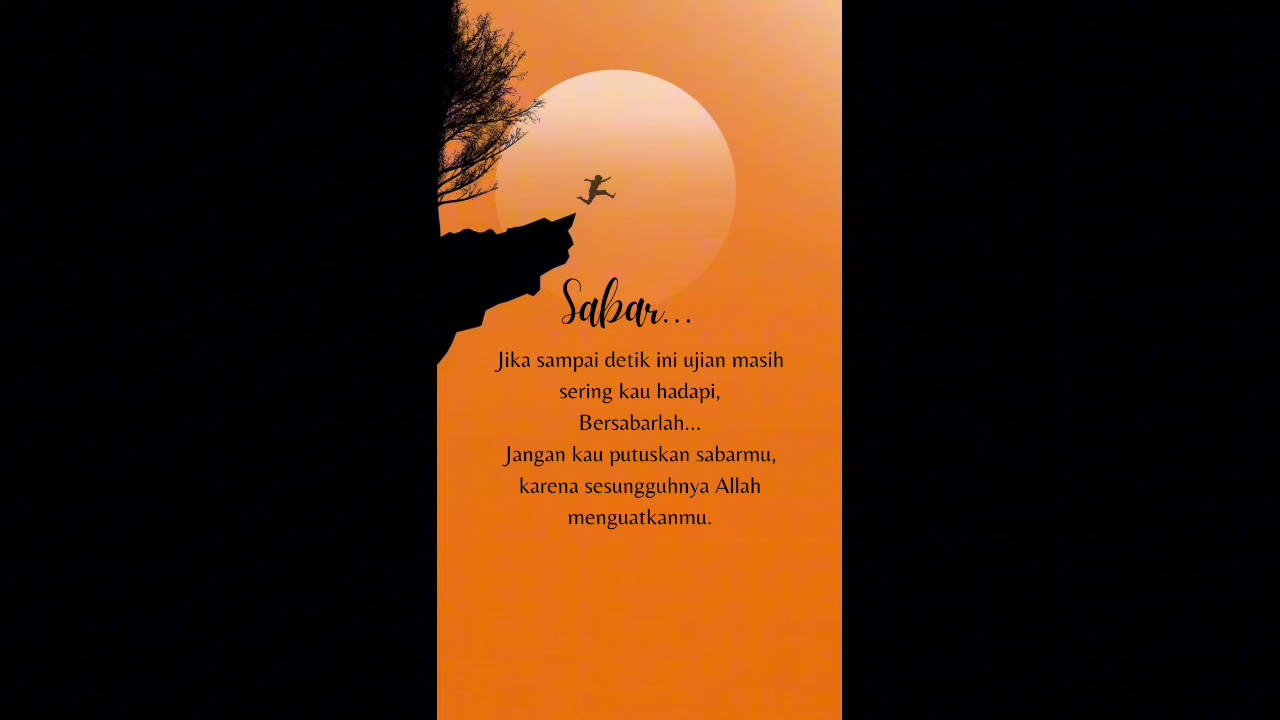 Sabar...
Jika sampai detik ini ujian masih
sering kau hadapi,
Bersabarlah...
Jangan kau putuskan sabarmu,
karena sesungguhnya Allah
menguatkanmu.